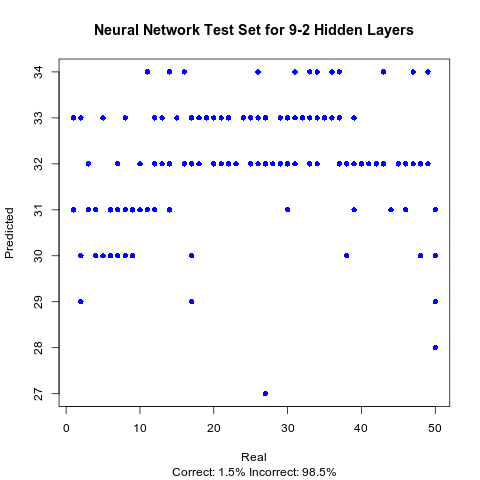 Neural Network Test Set for 9-2 Hidden Layers
34
33
32
31
30
29
28
27
Predicted
0 10 20 30 40 50
Real
Correct: 1.5% Incorrect: 98.5%